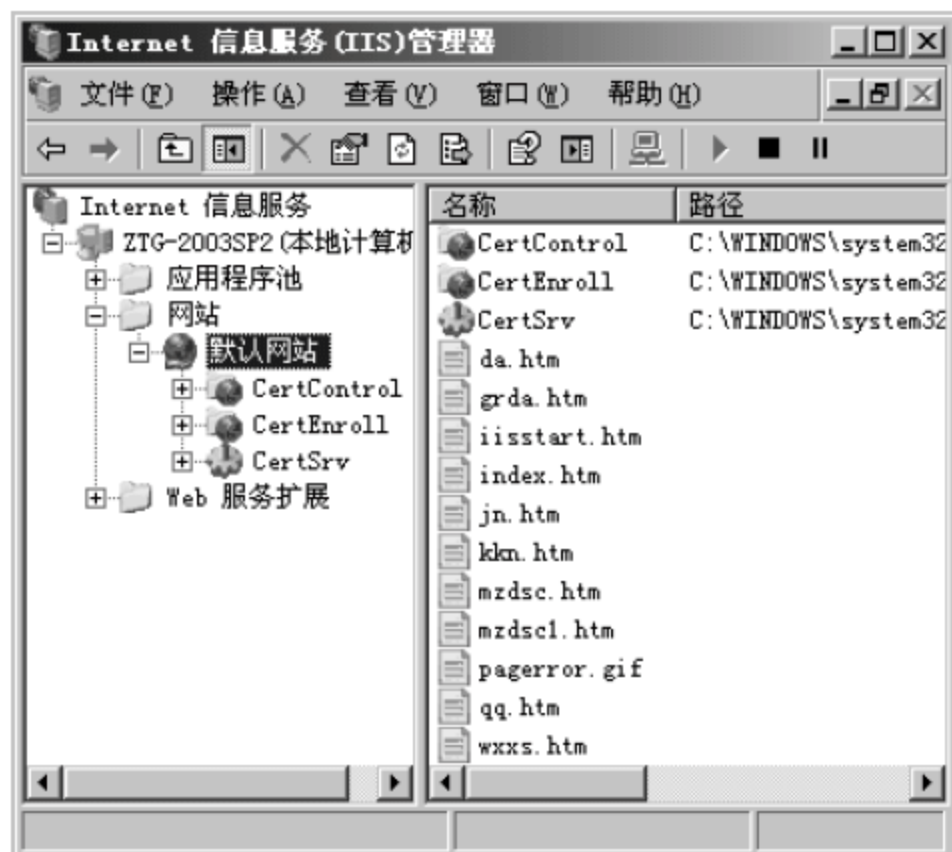 Internet 信息服务(IIS)管理器
文件(F) 操作(A) 查看(V) 窗口(W) 帮助(H)
Internet 信息服务
ZTG-2003SP2(本地计算机
应用程序池
网站
默认网站
CertControl
CertEnroll
CertSrv
Web 服务扩展
名称 路径
CertControl C:\WINDOWS\system32
CertEnroll C:\WINDOWS\system32
CertSrv C:\WINDOWS\system32
da.htm
grda.htm
iisstart.htm
index.htm
jn.htm
kkn.htm
mzdsc.htm
mzdsc1.htm
pagerror.gif
qq.htm
wxxs.htm